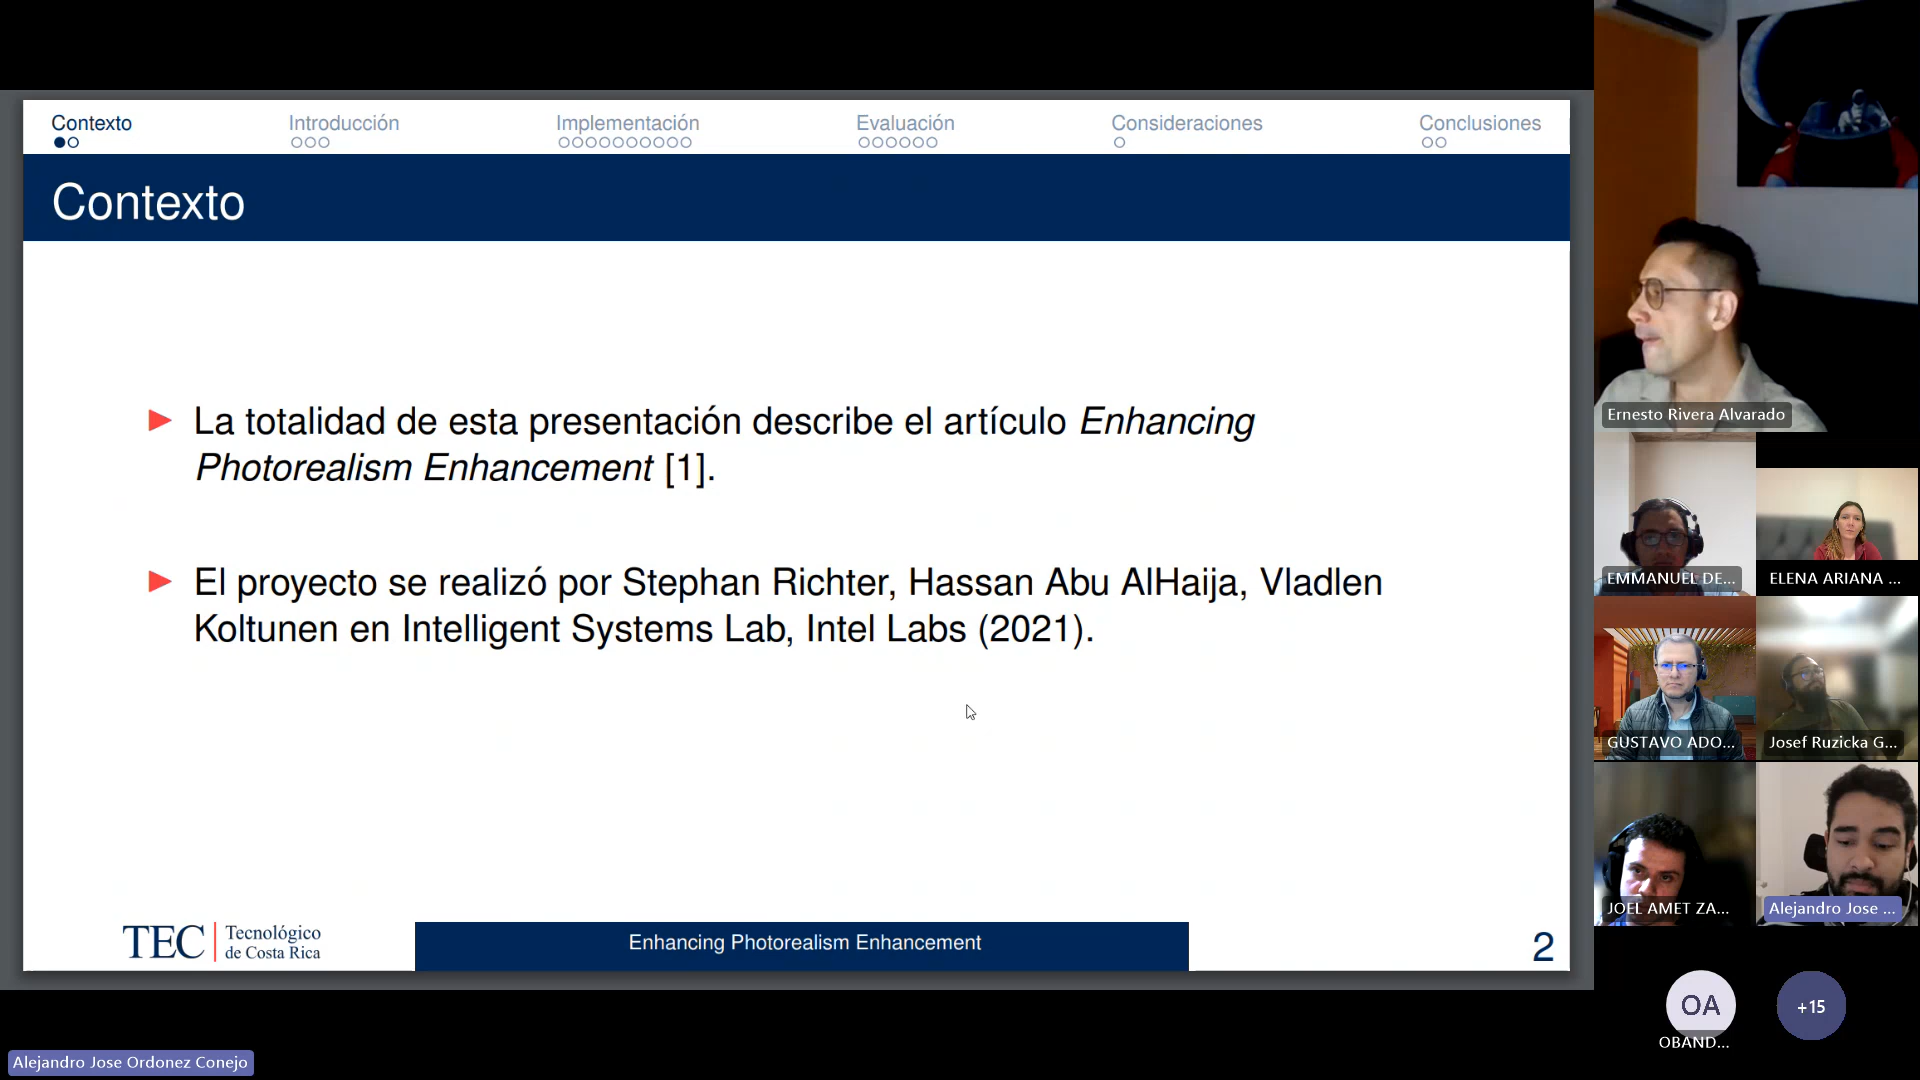 Contexto
Introducción
Implementación
Evaluación
Consideraciones
Conclusiones
Contexto
La totalidad de esta presentación describe el artículo Enhancing
Photorealism Enhancement [1].
El proyecto se realizó por Stephan Richter, Hassan Abu AlHaija, Vladlen
Koltunen en Intelligent Systems Lab, Intel Labs (2021).
TEC
Tecnológico
de Costa Rica
Enhancing Photorealism Enhancement
2
Ernesto Rivera Alvarado
EMMANUEL DE...
ELENA ARIANA ...
GUSTAVO ADO...
Josef Ruzicka G...
JOEL AMET ZA...
Alejandro Jose ...
OA
+15
OBAND...
Alejandro Jose Ordonez Conejo